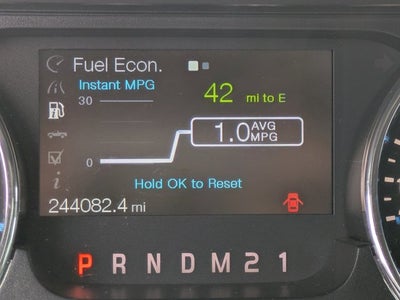 Fuel Econ.
Instant MPG
30
42 mi to E
1.0 AVG MPG
0
Hold OK to Reset
244082.4 mi
P R N D M 2 1